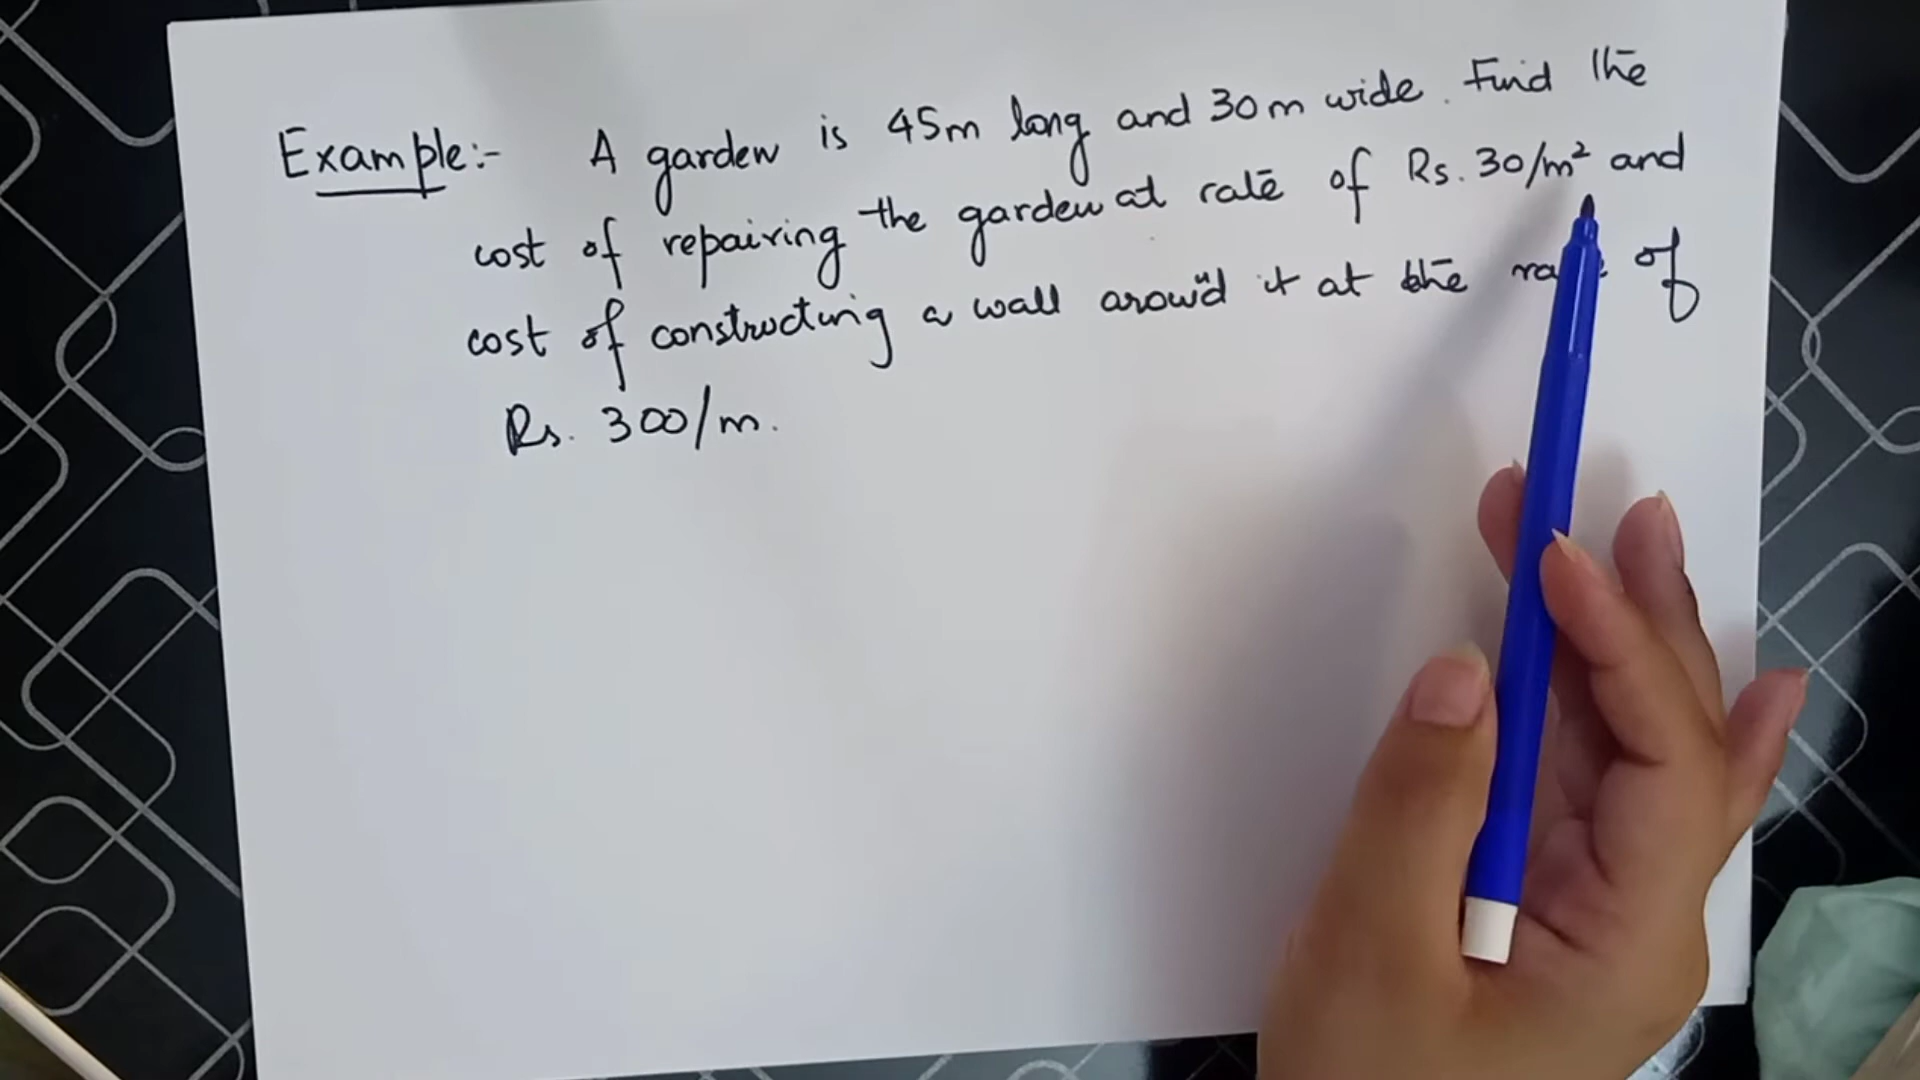 Example:- A garden is 45m long and 30m wide. Find the
cost of repairing the garden at rate of Rs. 30/m² and
cost of constructing a wall around it at the rate of
Rs. 300/m.